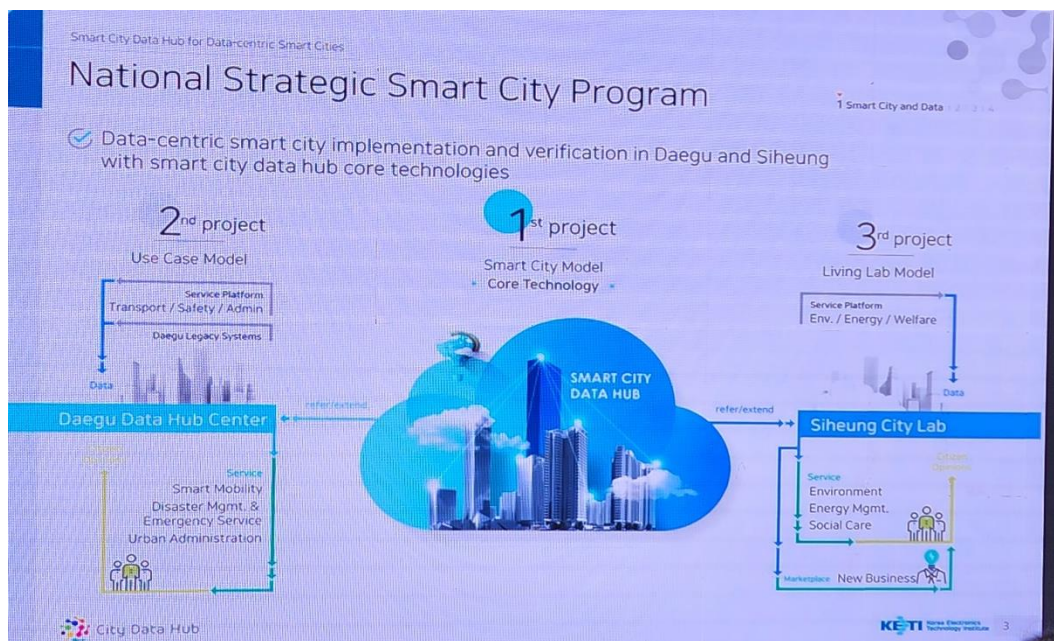 Smart City Data Hub for Data-centric Smart Cities
National Strategic Smart City Program
1 Smart City and Data
Data-centric smart city implementation and verification in Daegu and Siheung
with smart city data hub core technologies
2nd project
Use Case Model
Service Platform
Transport / Safety / Admin
Daegu Legacy Systems
Data
Daegu Data Hub Center
refer/extend
Service
Smart Mobility
Disaster Mgmt. &
Emergency Service
Urban Administration
1st project
Smart City Model
Core Technology
SMART CITY
DATA HUB
refer/extend
3rd project
Living Lab Model
Service Platform
Env. / Energy / Welfare
Data
Siheung City Lab
Citizen
Service
Environment
Energy Mgmt.
Social Care
Marketplace New Business
City Data Hub
KETI Korea Electronics
Technology Institute
3